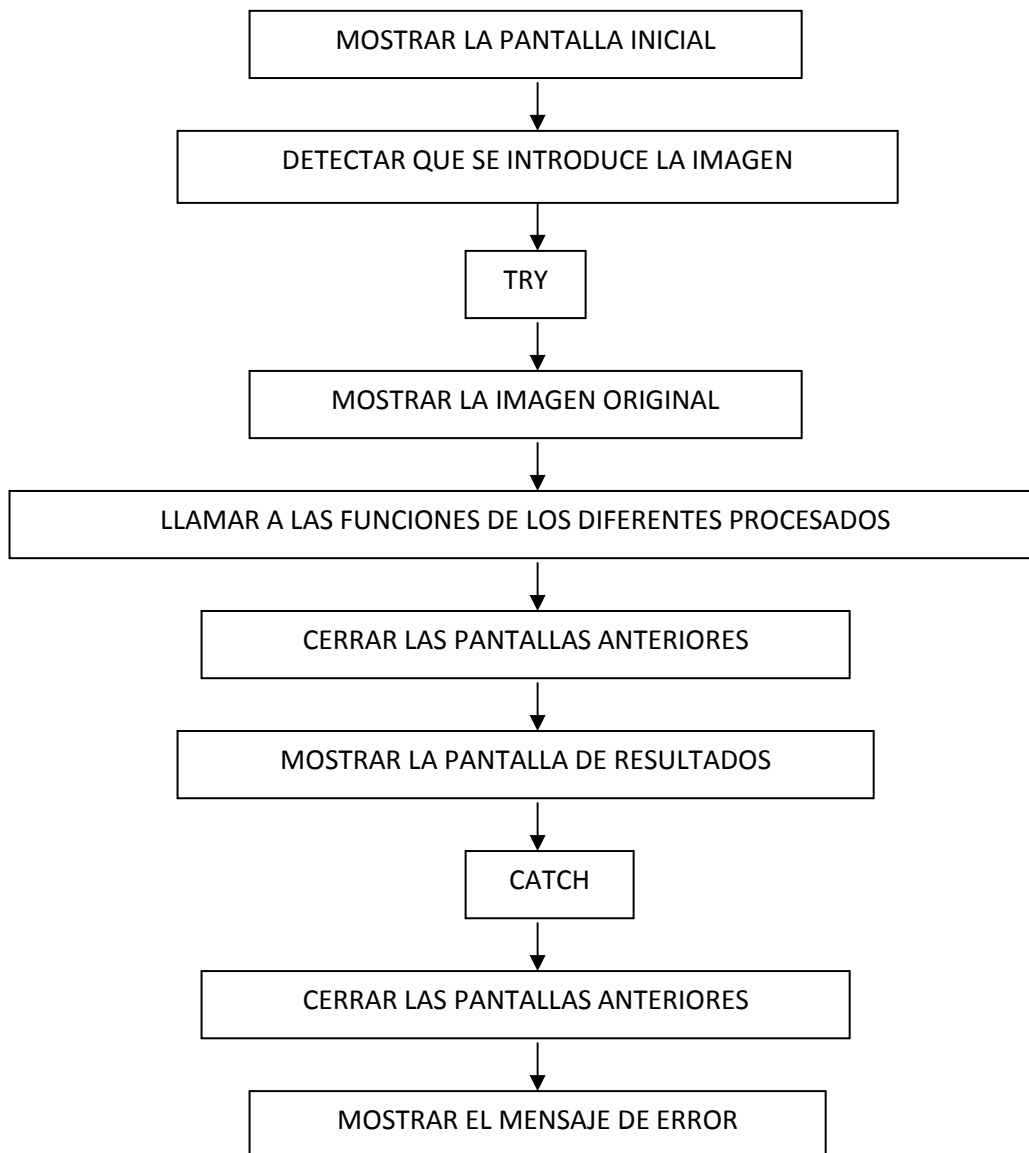 MOSTRAR LA PANTALLA INICIAL
DETECTAR QUE SE INTRODUCE LA IMAGEN
TRY
MOSTRAR LA IMAGEN ORIGINAL
LLAMAR A LAS FUNCIONES DE LOS DIFERENTES PROCESADOS
CERRAR LAS PANTALLAS ANTERIORES
MOSTRAR LA PANTALLA DE RESULTADOS
CATCH
CERRAR LAS PANTALLAS ANTERIORES
MOSTRAR EL MENSAJE DE ERROR